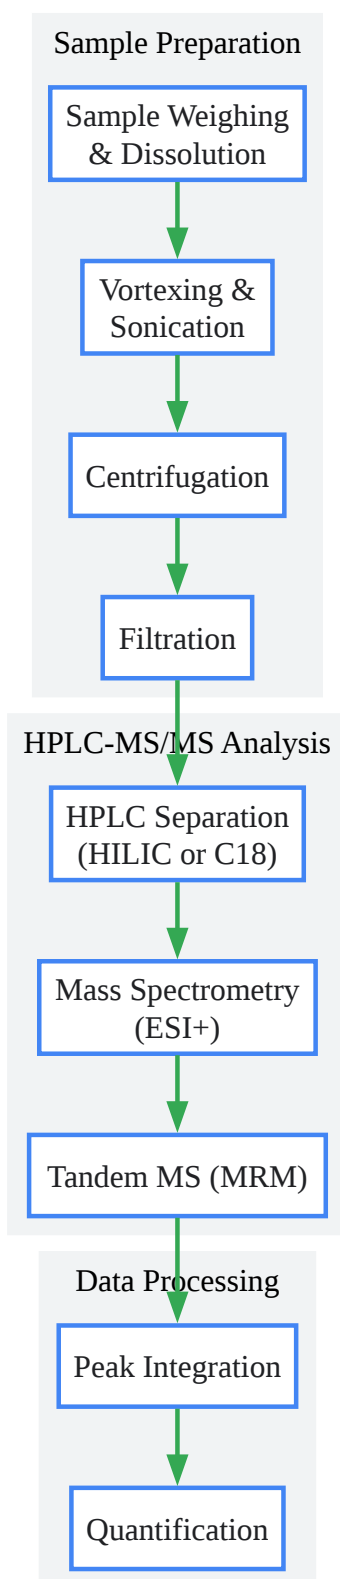 Sample Preparation
Sample Weighing
& Dissolution
Vortexing &
Sonication
Centrifugation
Filtration
HPLC-MS/MS Analysis
HPLC Separation
(HILIC or C18)
Mass Spectrometry
(ESI+)
Tandem MS (MRM)
Data Processing
Peak Integration
Quantification